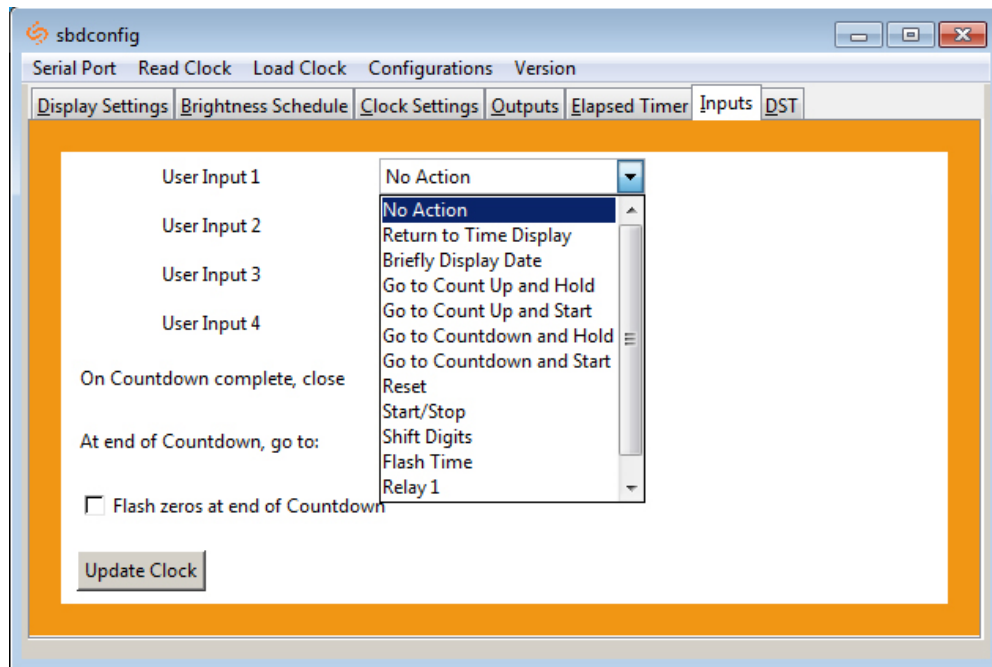 sbdconfig
Serial Port Read Clock Load Clock Configurations Version
Display Settings Brightness Schedule Clock Settings Outputs Elapsed Timer Inputs DST
User Input 1 No Action
No Action
User Input 2 Return to Time Display
Briefly Display Date
User Input 3 Go to Count Up and Hold
Go to Count Up and Start
User Input 4 Go to Countdown and Hold
Go to Countdown and Start
On Countdown complete, close Reset
Start/Stop
At end of Countdown, go to: Shift Digits
Flash Time
Relay 1
Flash zeros at end of Countdown
Update Clock